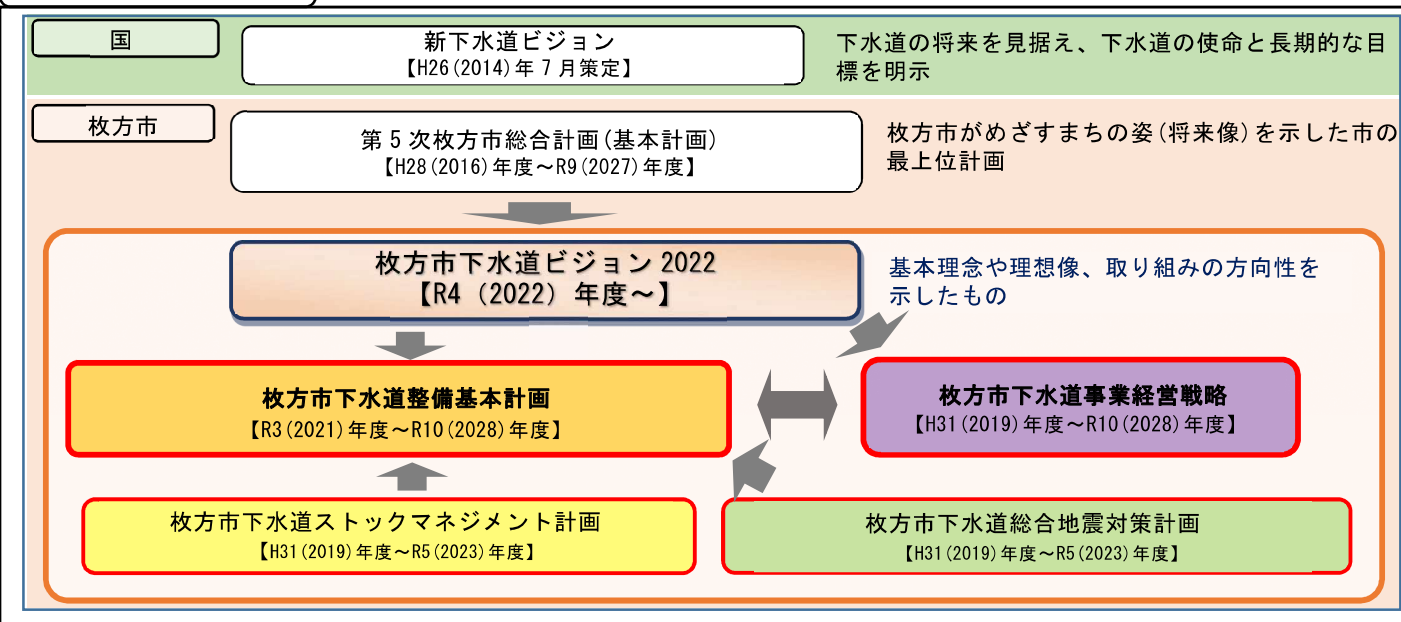 国
新下水道ビジョン
【H26(2014)年7月策定】
下水道の将来を見据え、下水道の使命と長期的な目
標を明示
枚方市
第5次枚方市総合計画(基本計画)
【H28(2016)年度～R9(2027)年度】
枚方市がめざすまちの姿(将来像)を示した市の
最上位計画
枚方市下水道ビジョン2022
【R4（2022）年度～】
基本理念や理想像、取り組みの方向性を
示したもの
枚方市下水道整備基本計画
【R3(2021)年度～R10(2028)年度】
枚方市下水道事業経営戦略
【H31(2019)年度～R10(2028)年度】
枚方市下水道ストックマネジメント計画
【H31(2019)年度～R5(2023)年度】
枚方市下水道総合地震対策計画
【H31(2019)年度～R5(2023)年度】